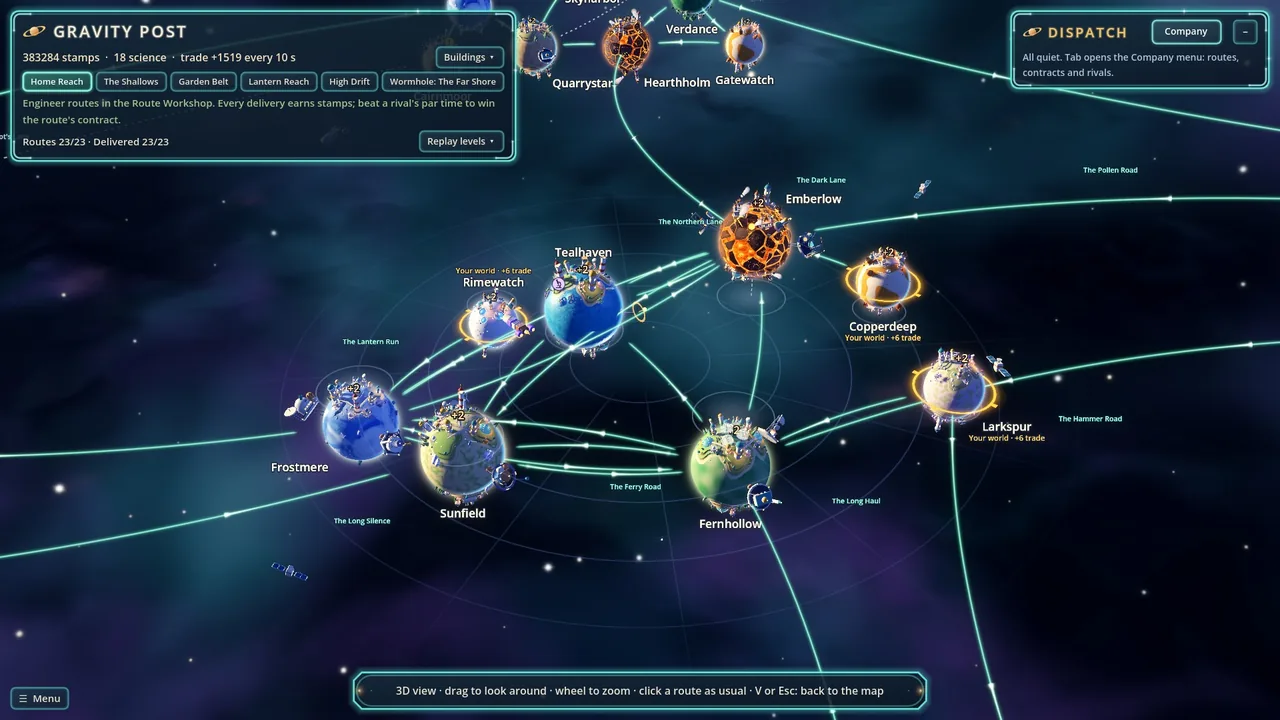 GRAVITY POST
383284 stamps · 18 science · trade +1519 every 10 s
Buildings
Home Reach
The Shallows
Garden Belt
Lantern Reach
High Drift
Wormhole: The Far Shore
Engineer routes in the Route Workshop. Every delivery earns stamps; beat a rival's par time to win
the route's contract.
Routes 23/23 · Delivered 23/23
Replay levels
DISPATCH
Company
–
All quiet. Tab opens the Company menu: routes,
contracts and rivals.
Verdance
Quarrystar
Hearthholm
Gatewatch
The Pollen Road
The Dark Lane
Emberlow
+2
The Northern Lane
Tealhaven
+2
Your world · +6 trade
Rimewatch
+2
+2
Copperdeep
Your world · +6 trade
The Lantern Run
+2
+2
+2
Larkspur
Your world · +6 trade
The Hammer Road
Frostmere
The Ferry Road
Sunfield
The Long Haul
Fernhollow
The Long Silence
☰ Menu
3D view · drag to look around · wheel to zoom · click a route as usual · V or Esc: back to the map